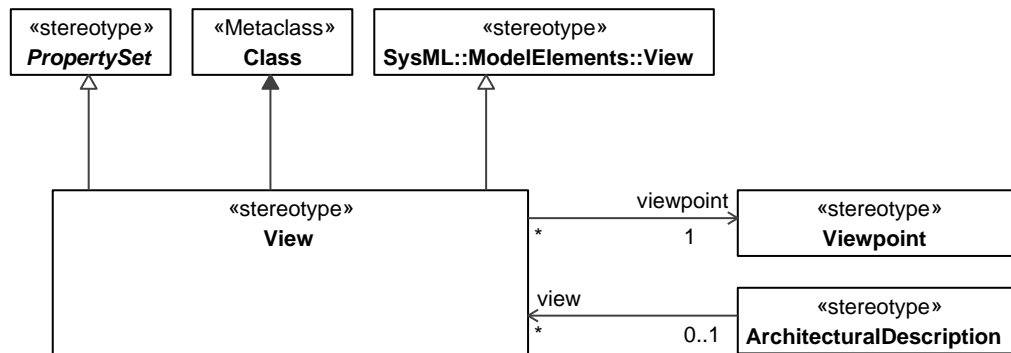 «stereotype»
PropertySet
«Metaclass»
Class
«stereotype»
SysML::ModelElements::View
«stereotype»
View
viewpoint
*
1
«stereotype»
Viewpoint
view
*
0..1
«stereotype»
ArchitecturalDescription